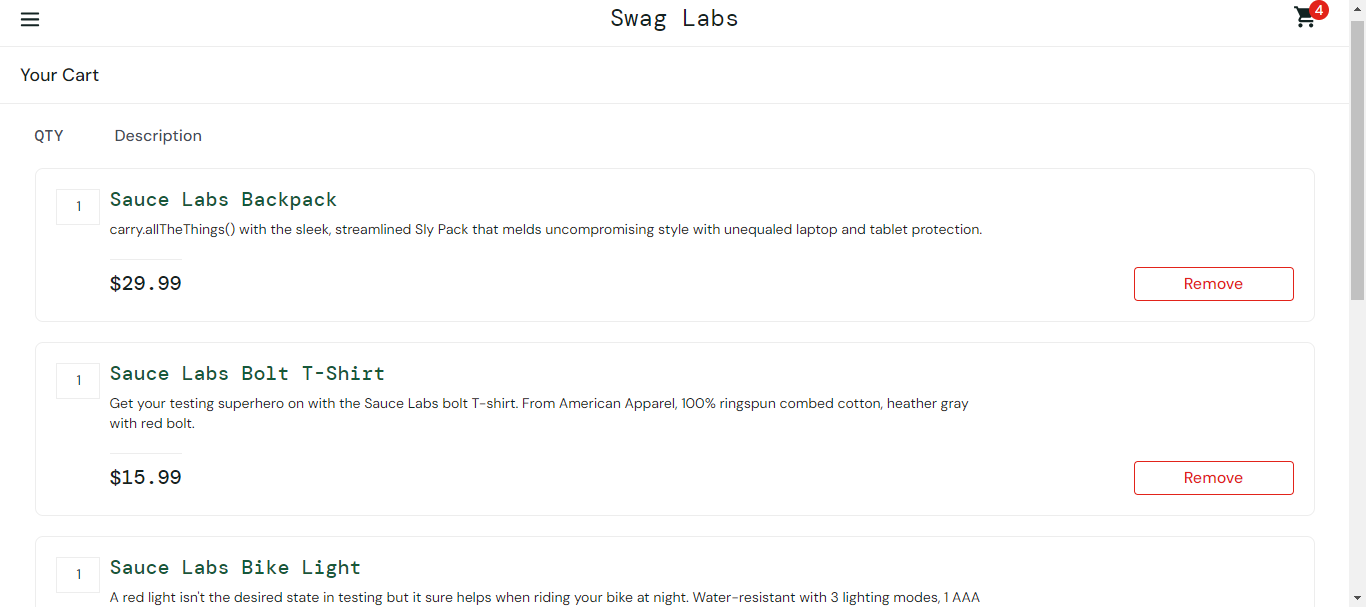 Swag Labs
4
Your Cart
QTY Description
1 Sauce Labs Backpack
carry.allTheThings() with the sleek, streamlined Sly Pack that melds uncompromising style with unequaled laptop and tablet protection.
$29.99 Remove
1 Sauce Labs Bolt T-Shirt
Get your testing superhero on with the Sauce Labs bolt T-shirt. From American Apparel, 100% ringspun combed cotton, heather gray
with red bolt.
$15.99 Remove
1 Sauce Labs Bike Light
A red light isn't the desired state in testing but it sure helps when riding your bike at night. Water-resistant with 3 lighting modes, 1 AAA